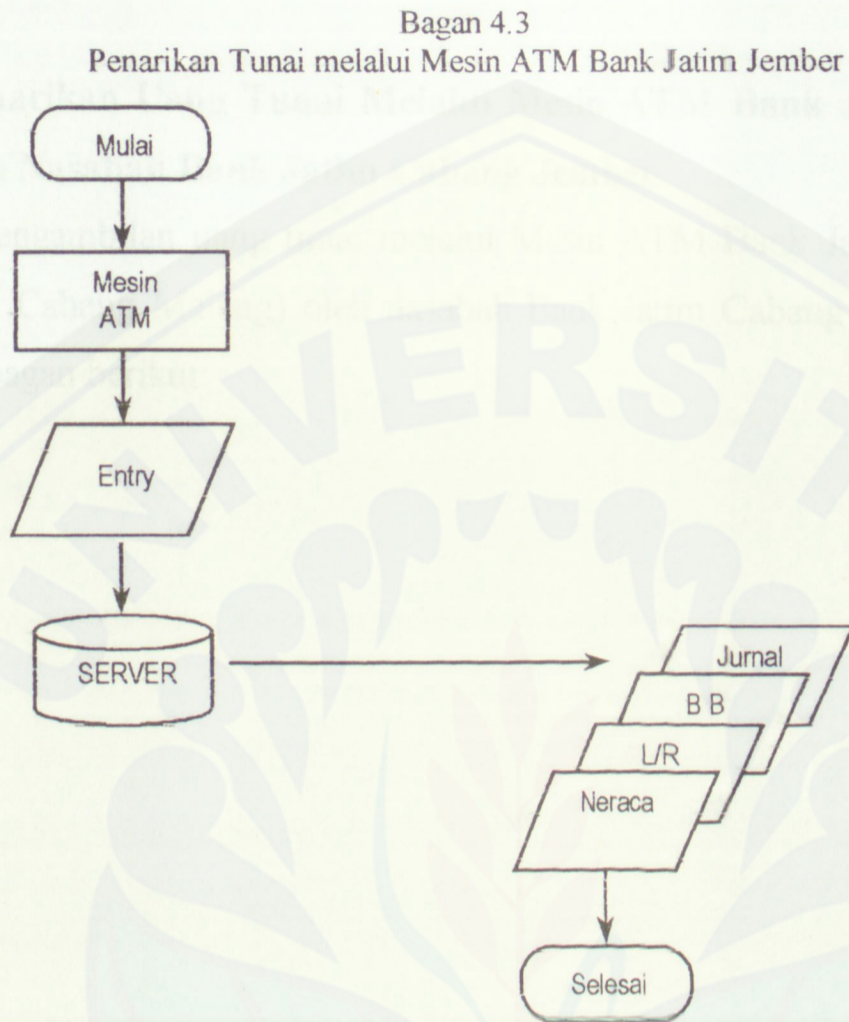 Bagan 4.3
Penarikan Tunai melalui Mesin ATM Bank Jatim Jember
Mulai
Mesin
ATM
Entry
SERVER
Jurnal
B B
L/R
Neraca
Selesai
UNIVERSIT